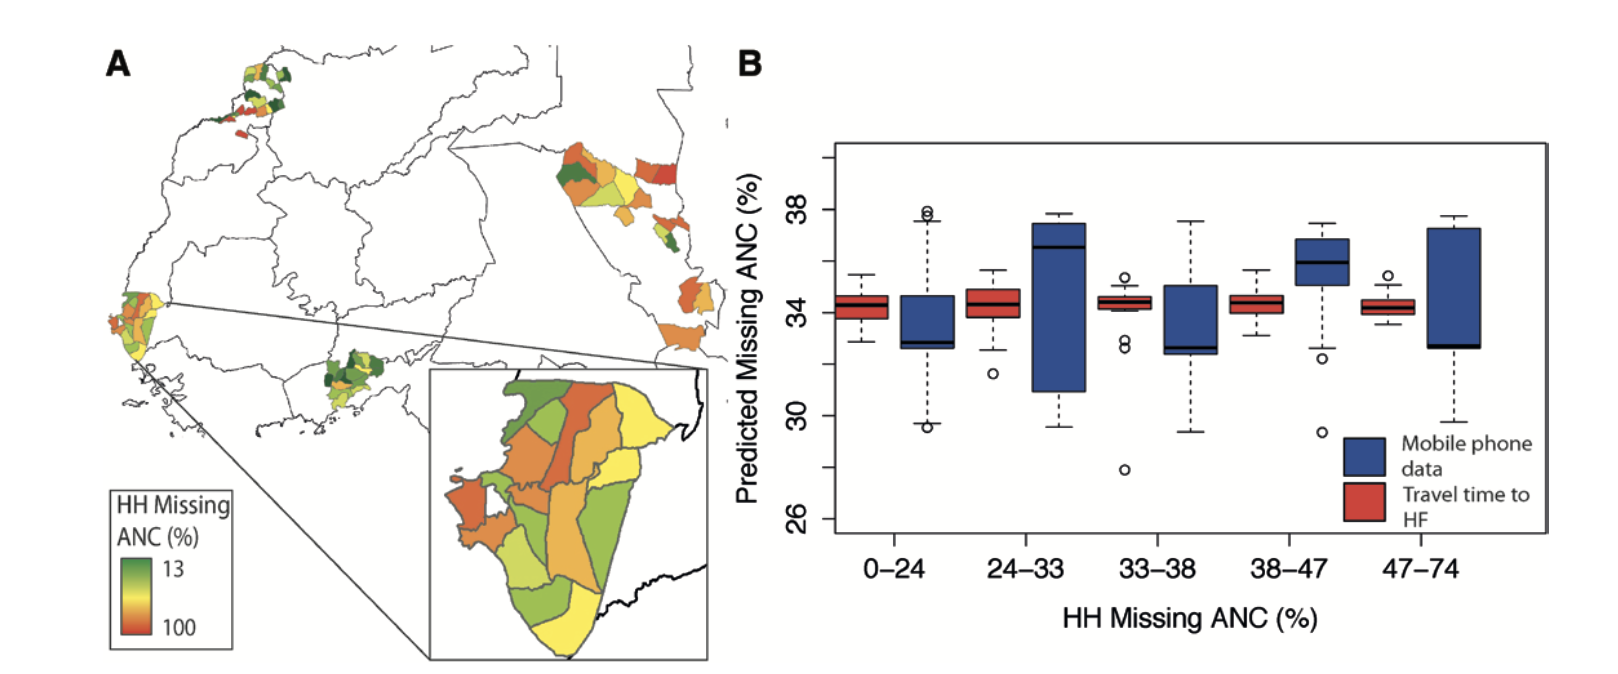 A
HH Missing
ANC (%)
13
100
B
Predicted Missing ANC (%)
38
34
30
26
Mobile phone
data
Travel time to
HF
0–24
24–33
33–38
38–47
47–74
HH Missing ANC (%)